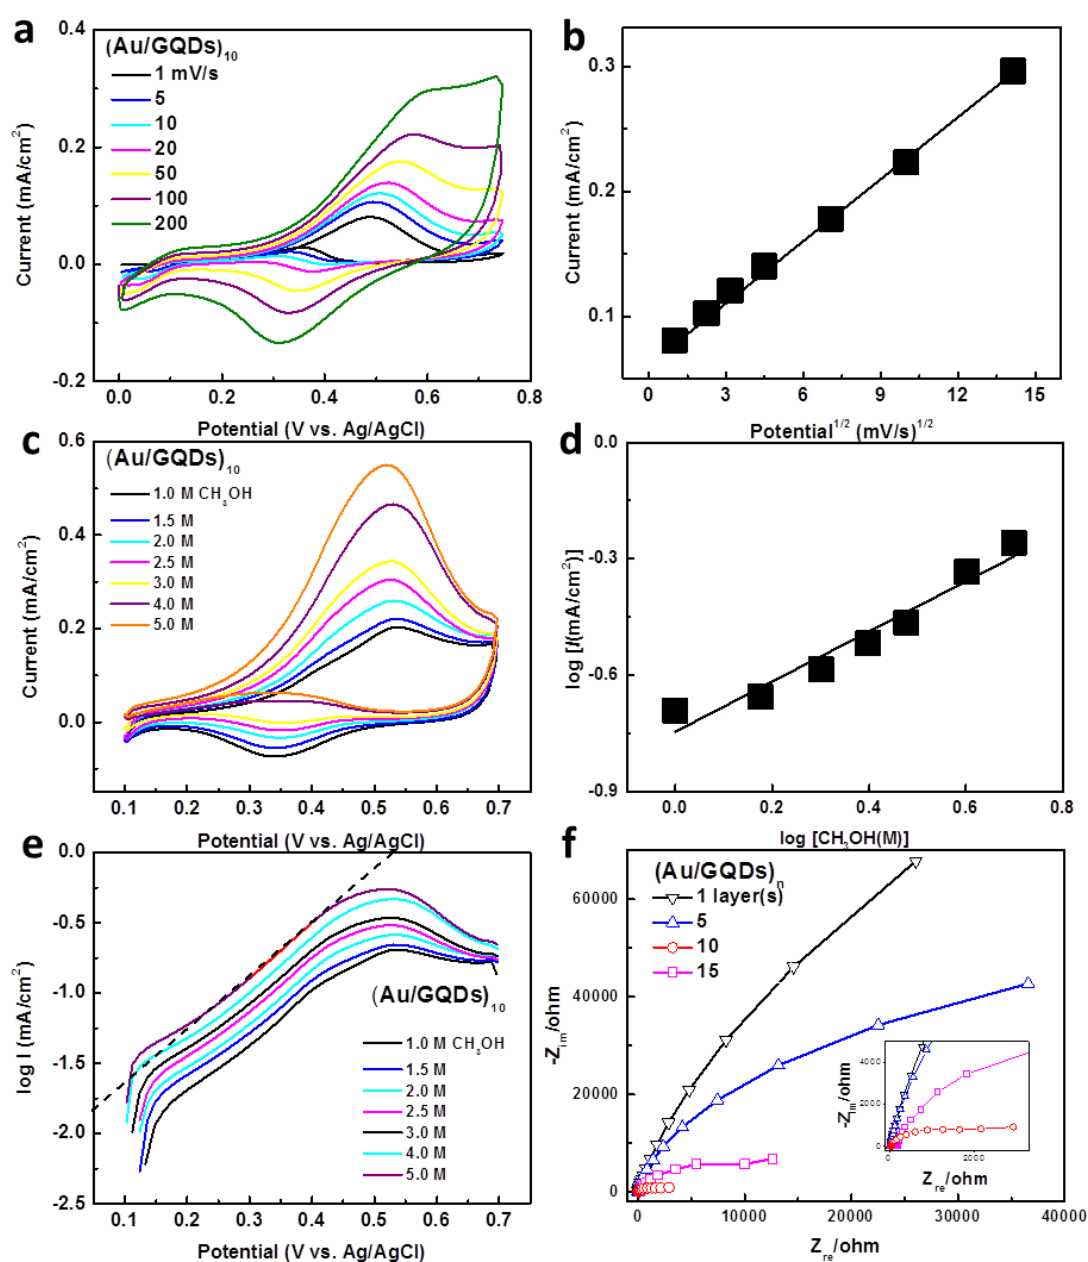 a
(Au/GQDs)10
1 mV/s
5
10
20
50
100
200
0.4
0.2
0.0
-0.2
Current (mA/cm2)
0.0 0.2 0.4 0.6 0.8
Potential (V vs. Ag/AgCl)
b
0.3
0.2
0.1
Current (mA/cm2)
0 3 6 9 12 15
Potential1/2 (mV/s)1/2
c
(Au/GQDs)10
1.0 M CH3OH
1.5 M
2.0 M
2.5 M
3.0 M
4.0 M
5.0 M
0.6
0.4
0.2
0.0
Current (mA/cm2)
0.1 0.2 0.3 0.4 0.5 0.6 0.7
Potential (V vs. Ag/AgCl)
d
0.0
-0.3
-0.6
-0.9
log [I(mA/cm2)]
0.0 0.2 0.4 0.6 0.8
log [CH3OH(M)]
e
0.0
-0.5
-1.0
-1.5
-2.0
-2.5
log I (mA/cm2)
(Au/GQDs)10
1.0 M CH3OH
1.5 M
2.0 M
2.5 M
3.0 M
4.0 M
5.0 M
0.1 0.2 0.3 0.4 0.5 0.6 0.7
Potential (V vs. Ag/AgCl)
f
(Au/GQDs)n
1 layer(s)
5
10
15
60000
40000
20000
0
-Zim/ohm
4000
2000
0
-Zim/ohm
0 2000
Zre/ohm
0 10000 20000 30000 40000
Zre/ohm